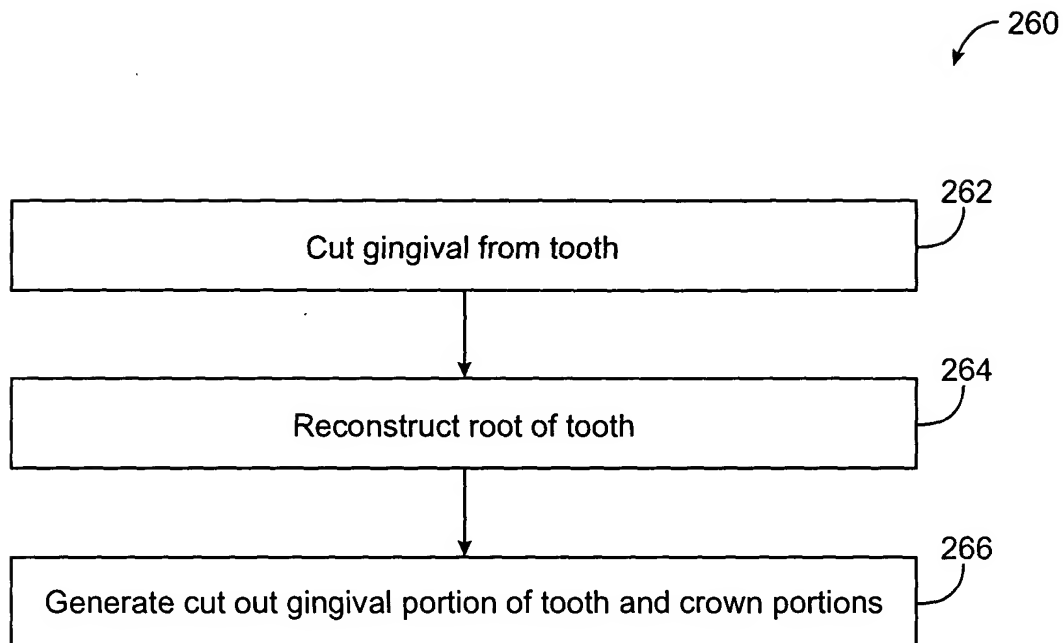 260
262
Cut gingival from tooth
264
Reconstruct root of tooth
266
Generate cut out gingival portion of tooth and crown portions